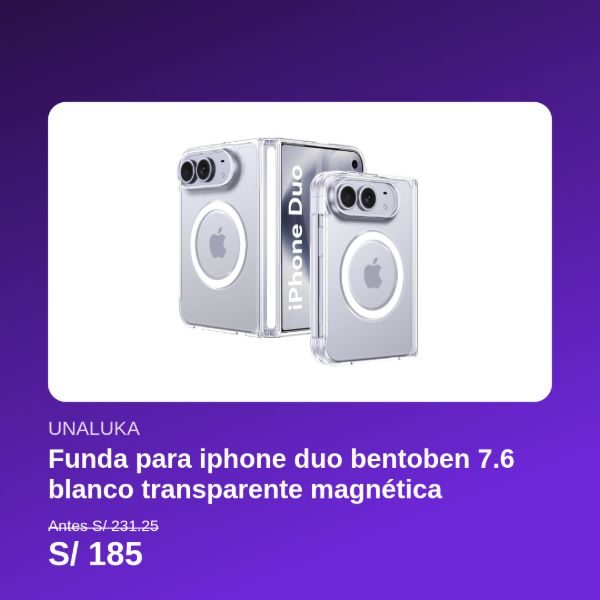 iPhone Duo
UNALUKA
Funda para iphone duo bentoben 7.6
blanco transparente magnética
Antes S/ 231.25
S/ 185